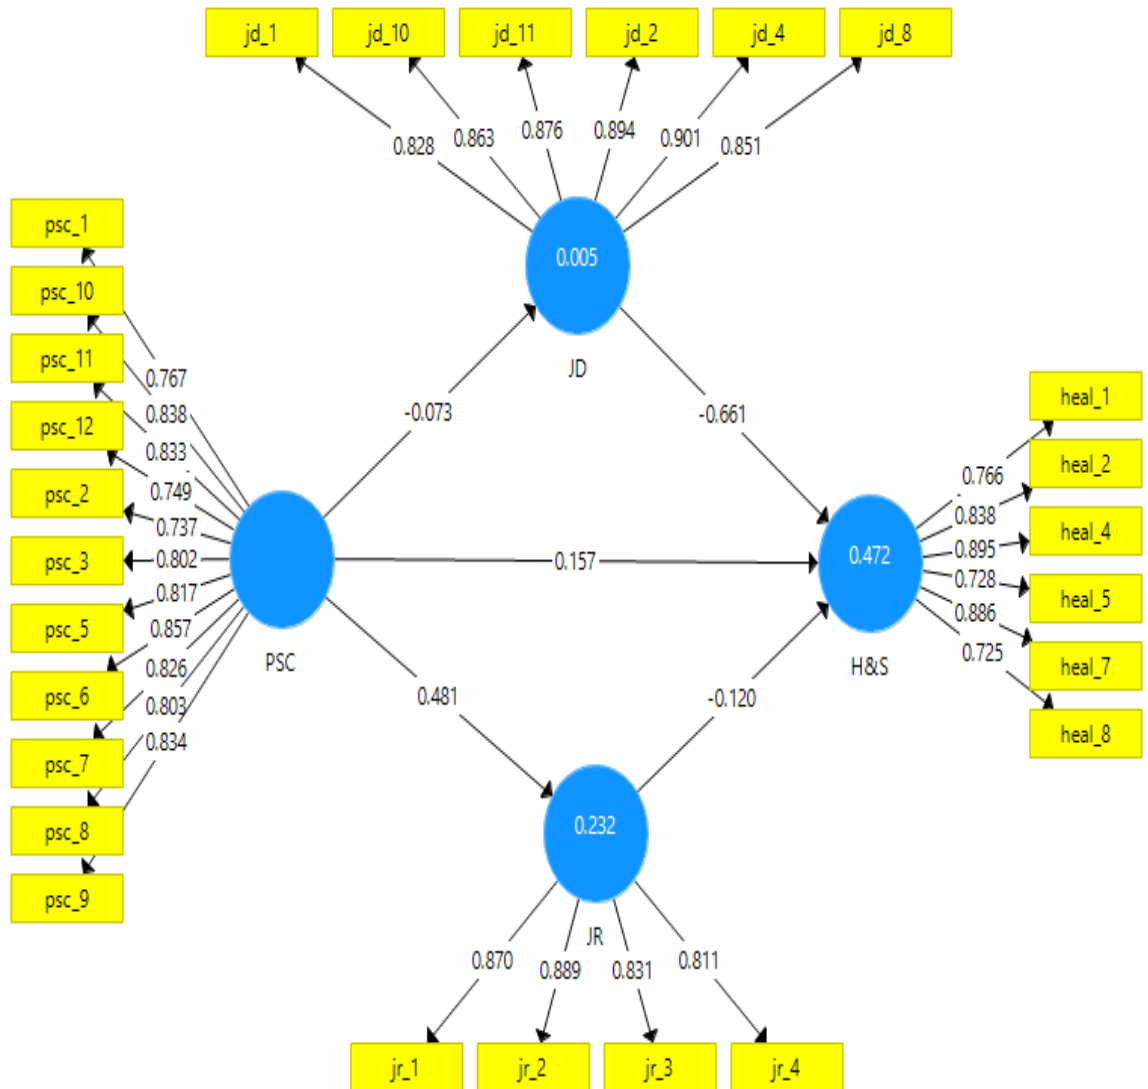 jd_1 jd_10 jd_11 jd_2 jd_4 jd_8
0.828 0.863 0.876 0.894 0.901 0.851
psc_1
psc_10
psc_11
psc_12
psc_2
psc_3
psc_5
psc_6
psc_7
psc_8
psc_9
0.767
0.838
0.833
0.749
0.737
0.802
0.817
0.857
0.826
0.803
0.834
PSC
0.005
JD
-0.073
-0.661
0.157
0.481
-0.120
0.472
H&S
0.766
0.838
0.895
0.728
0.886
0.725
heal_1
heal_2
heal_4
heal_5
heal_7
heal_8
0.232
JR
0.870 0.889 0.831 0.811
jr_1 jr_2 jr_3 jr_4